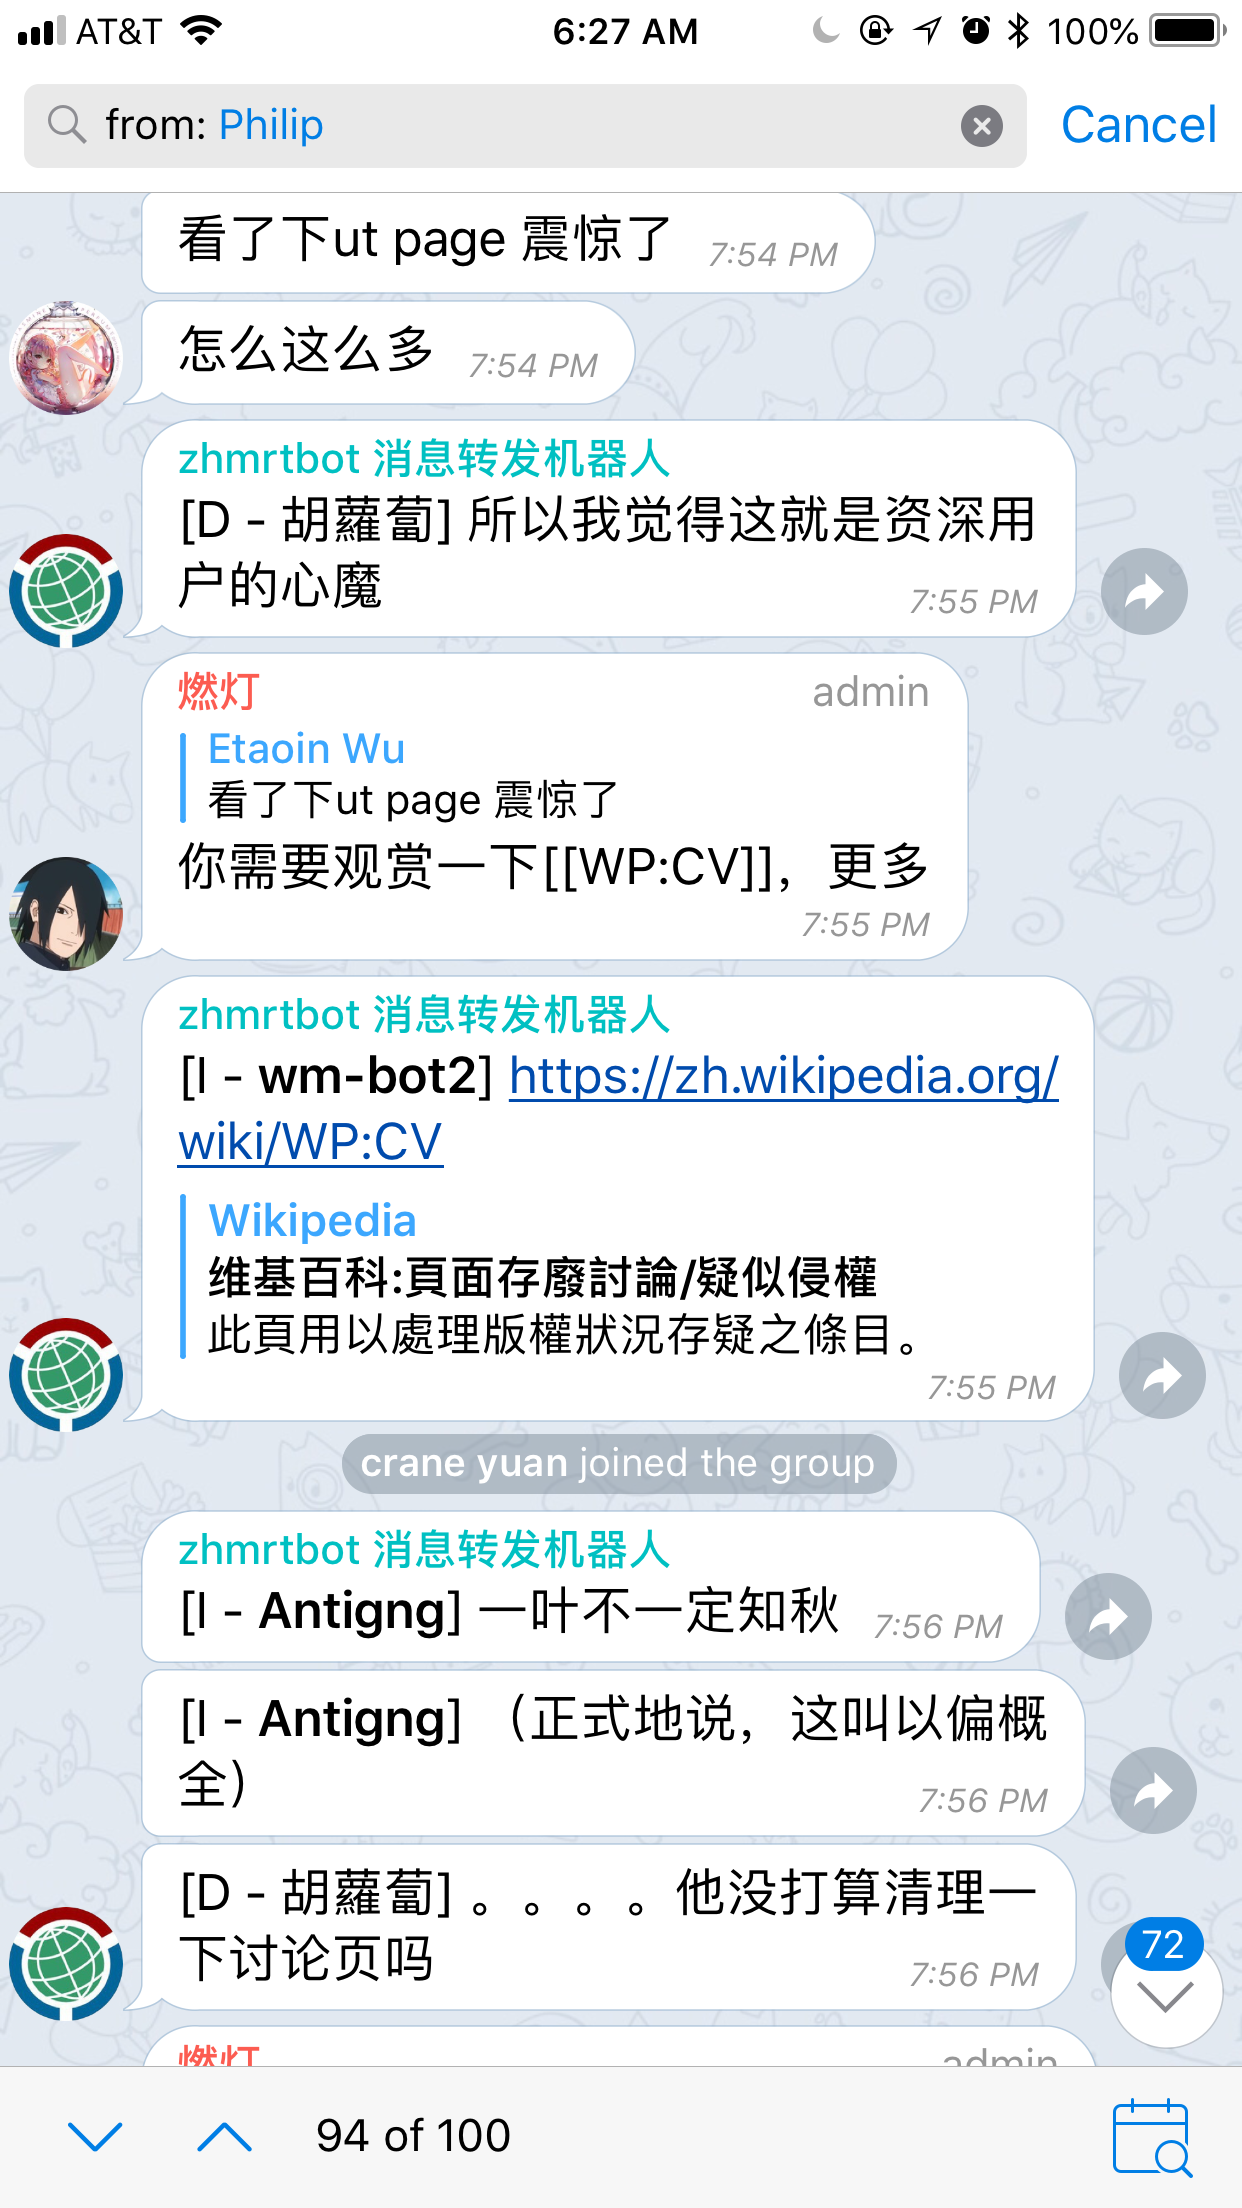 AT&T 6:27 AM 100%
from: Philip Cancel
看了下ut page 震惊了 7:54 PM
怎么这么多 7:54 PM
zhmrtbot 消息转发机器人
[D - 胡蘿蔔] 所以我觉得这就是资深用
户的心魔 7:55 PM
燃灯 admin
Etaoin Wu
看了下ut page 震惊了
你需要观赏一下[[WP:CV]]，更多
7:55 PM
zhmrtbot 消息转发机器人
[I - wm-bot2] https://zh.wikipedia.org/
wiki/WP:CV
Wikipedia
维基百科:頁面存廢討論/疑似侵權
此頁用以處理版權狀況存疑之條目。
7:55 PM
crane yuan joined the group
zhmrtbot 消息转发机器人
[I - Antigng] 一叶不一定知秋 7:56 PM
[I - Antigng] （正式地说，这叫以偏概
全） 7:56 PM
[D - 胡蘿蔔] 。。。。他没打算清理一
下讨论页吗 7:56 PM
72
燃灯 admin
94 of 100